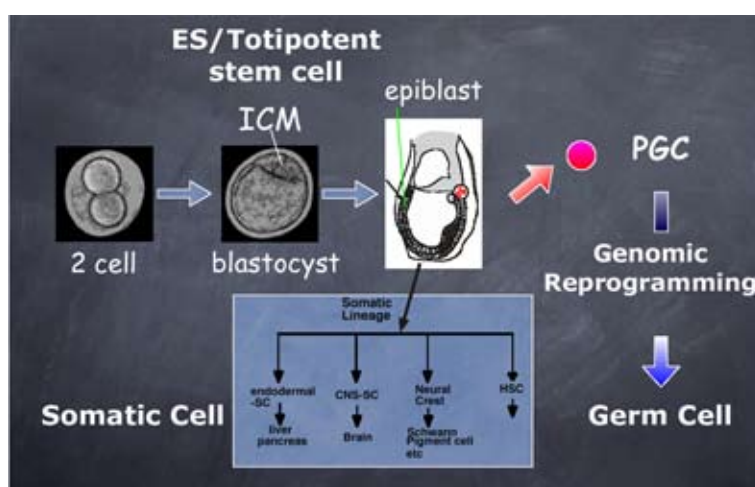 ES/Totipotent
stem cell
epiblast
ICM
PGC
2 cell
blastocyst
Genomic
Reprogramming
Somatic
Lineage
endodermal
-SC
CNS-SC
Neural
Crest
HSC
liver
pancreas
Brain
Schwann
Pigment cell
etc
Somatic Cell
Germ Cell